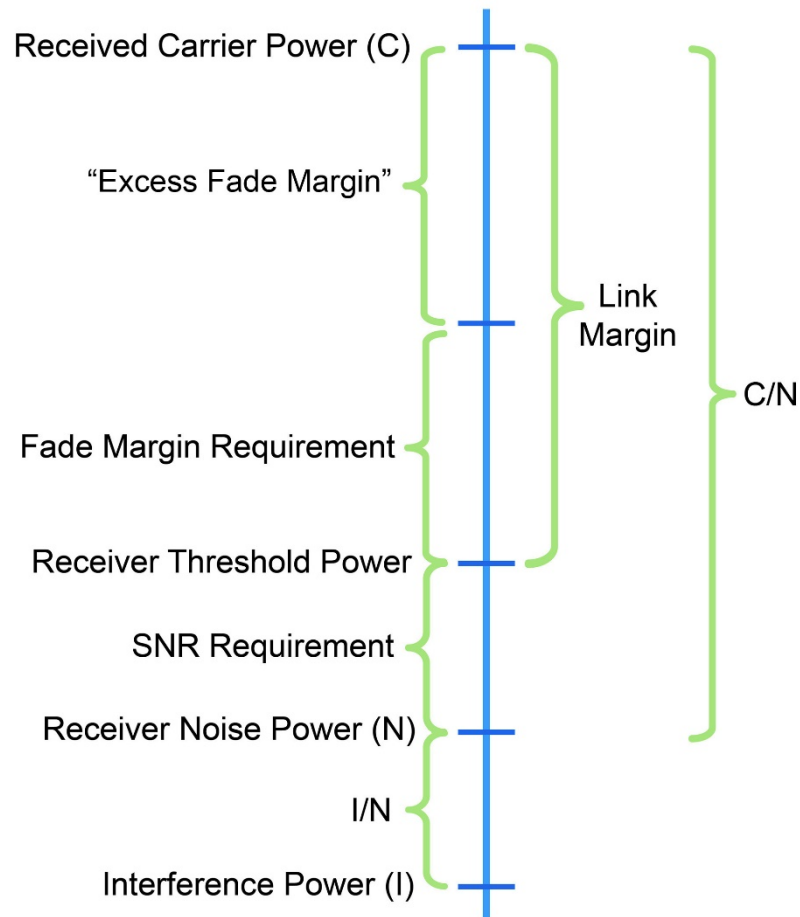 Received Carrier Power (C)
“Excess Fade Margin”
Link
Margin
C/N
Fade Margin Requirement
Receiver Threshold Power
SNR Requirement
Receiver Noise Power (N)
I/N
Interference Power (I)